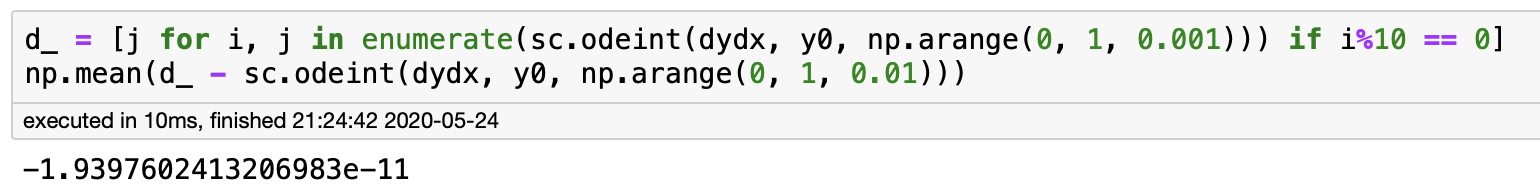 d_ = [j for i, j in enumerate(sc.odeint(dydx, y0, np.arange(0, 1, 0.001))) if i%10 == 0]
np.mean(d_ - sc.odeint(dydx, y0, np.arange(0, 1, 0.01)))
executed in 10ms, finished 21:24:42 2020-05-24
-1.9397602413206983e-11